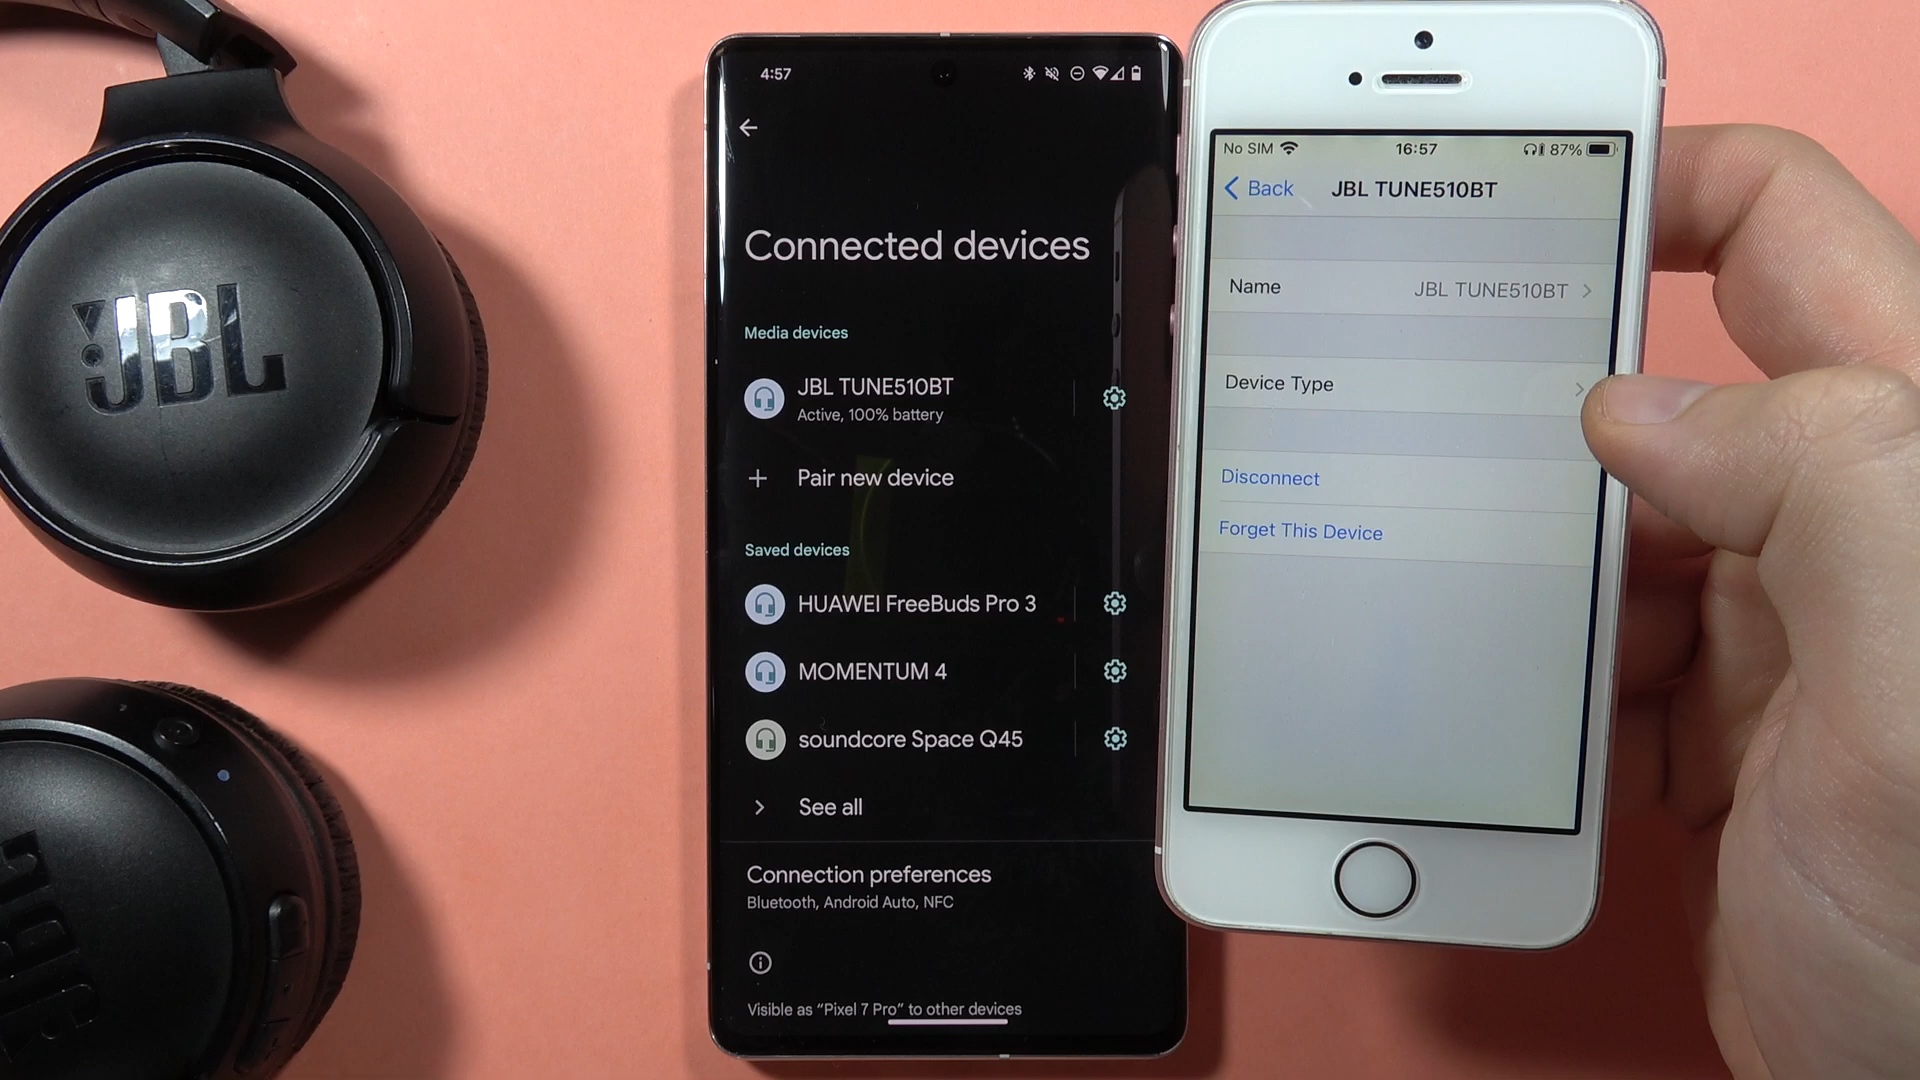 JBL
JBL
4:57
Connected devices
Media devices
JBL TUNE510BT
Active, 100% battery
Pair new device
Saved devices
HUAWEI FreeBuds Pro 3
MOMENTUM 4
soundcore Space Q45
See all
Connection preferences
Bluetooth, Android Auto, NFC
Visible as “Pixel 7 Pro” to other devices
No SIM
16:57
87%
Back
JBL TUNE510BT
Name
JBL TUNE510BT
Device Type
Disconnect
Forget This Device